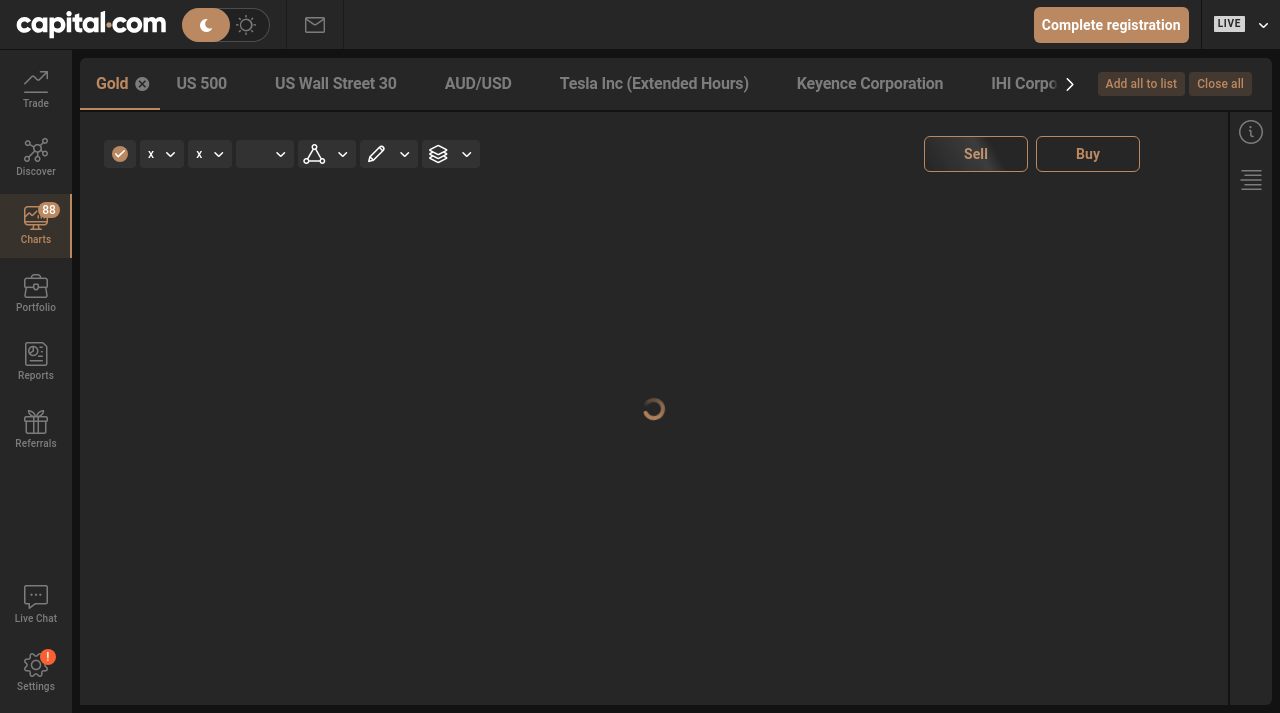 capital.com
Complete registration
LIVE
Trade
Discover
88
Charts
Portfolio
Reports
Referrals
Live Chat
!
Settings
Gold
US 500
US Wall Street 30
AUD/USD
Tesla Inc (Extended Hours)
Keyence Corporation
IHI Corpo
Add all to list
Close all
x
x
Sell
Buy